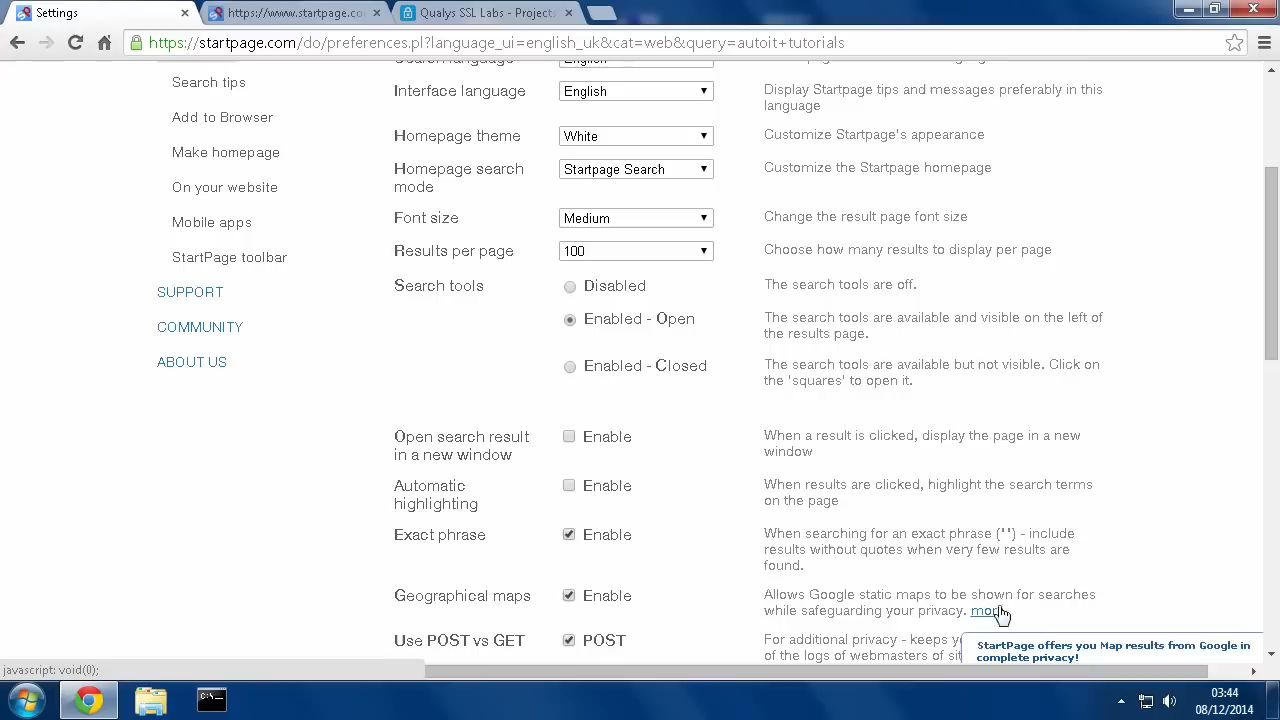 Settings
https://www.startpage.co
Qualys SSL Labs - Projects
https://startpage.com/do/preferences.pl?language_ui=english_uk&cat=web&query=autoit+tutorials
Search tips
Add to Browser
Make homepage
On your website
Mobile apps
StartPage toolbar
SUPPORT
COMMUNITY
ABOUT US
Search language
English
Interface language
English
Display Startpage tips and messages preferably in this
language
Homepage theme
White
Customize Startpage's appearance
Homepage search
mode
Startpage Search
Customize the Startpage homepage
Font size
Medium
Change the result page font size
Results per page
100
Choose how many results to display per page
Search tools
Disabled
The search tools are off.
Enabled - Open
The search tools are available and visible on the left of
the results page.
Enabled - Closed
The search tools are available but not visible. Click on
the 'squares' to open it.
Open search result
in a new window
Enable
When a result is clicked, display the page in a new
window
Automatic
highlighting
Enable
When results are clicked, highlight the search terms
on the page
Exact phrase
Enable
When searching for an exact phrase (" ") - include
results without quotes when very few results are
found.
Geographical maps
Enable
Allows Google static maps to be shown for searches
while safeguarding your privacy. more
Use POST vs GET
POST
For additional privacy - keeps
of the logs of webmasters of
StartPage offers you Map results from Google in
complete privacy!
javascript: void(0);
03:44
08/12/2014